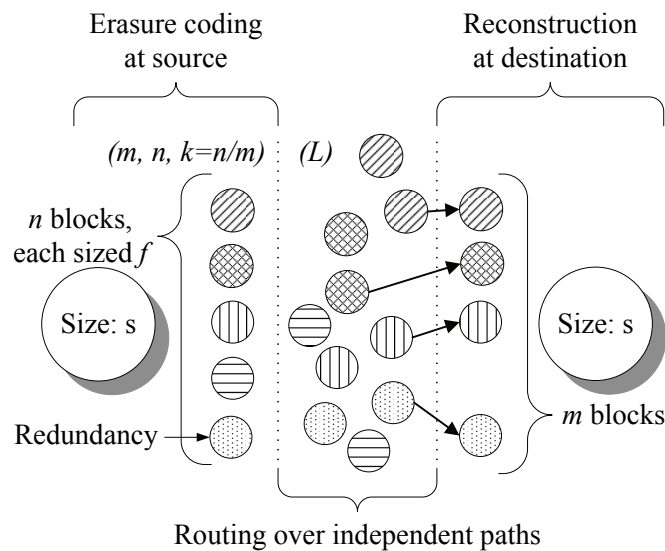 Erasure coding
at source
Reconstruction
at destination
(m, n, k=n/m)
(L)
n blocks,
each sized f
Size: s
Size: s
Redundancy
m blocks
Routing over independent paths